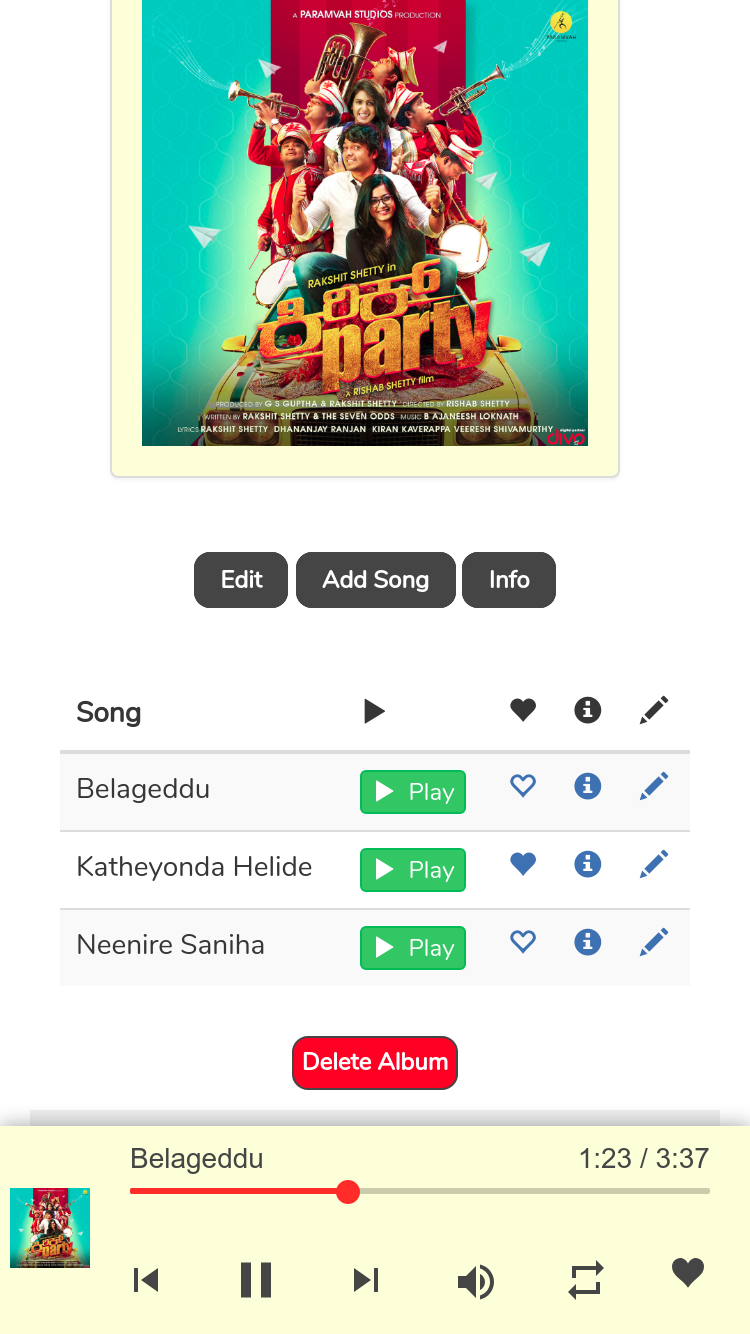 A PARAMVAH STUDIOS PRODUCTION
RAKSHIT SHETTY in
ಕಿರಿಕ್
party
A RISHAB SHETTY film
PRODUCED BY G S GUPTHA & RAKSHIT SHETTY DIRECTED BY RISHAB SHETTY
WRITTEN BY RAKSHIT SHETTY & THE SEVEN ODDS MUSIC B AJANEESH LOKNATH
LYRICS RAKSHIT SHETTY DHANANJAY RANJAN KIRAN KAVERAPPA VEERESH SHIVAMURTHY
digital partner
divo
Edit Add Song Info
Song
Belageddu Play
Katheyonda Helide Play
Neenire Saniha Play
Delete Album
Belageddu 1:23 / 3:37
ಕಿರಿಕ್
party